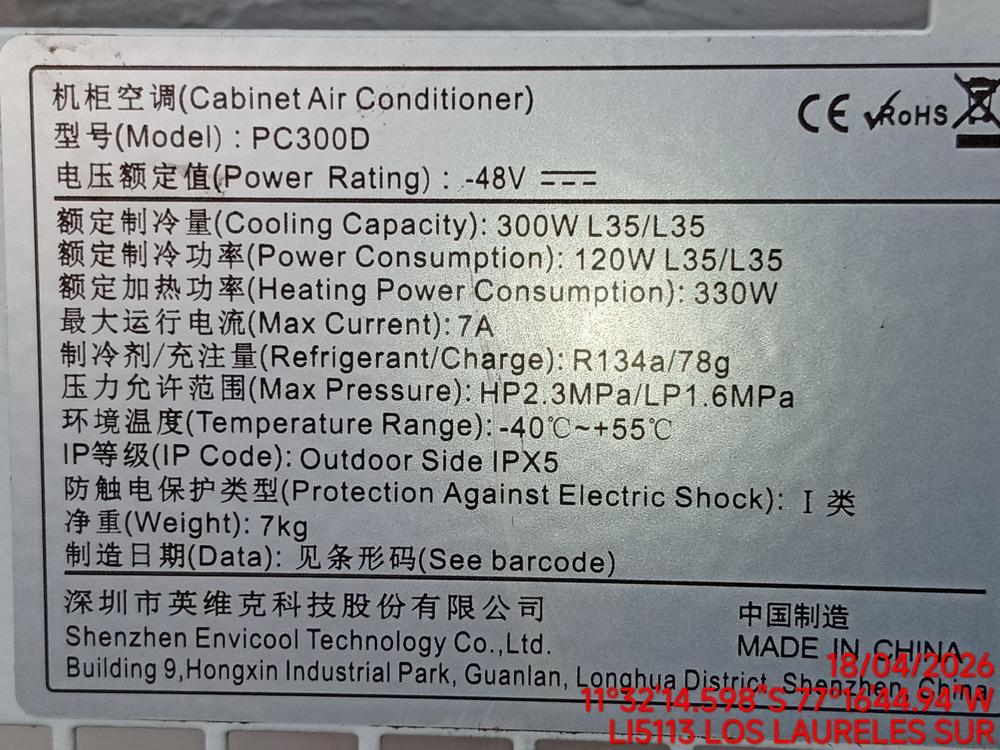 机柜空调(Cabinet Air Conditioner)
CE RoHS
型号(Model) : PC300D
电压额定值(Power Rating) : -48V
额定制冷量(Cooling Capacity): 300W L35/L35
额定制冷功率(Power Consumption): 120W L35/L35
额定加热功率(Heating Power Consumption): 330W
最大运行电流(Max Current): 7A
制冷剂/充注量(Refrigerant/Charge): R134a/78g
压力允许范围(Max Pressure): HP2.3MPa/LP1.6MPa
环境温度(Temperature Range): -40℃~+55℃
IP等级(IP Code): Outdoor Side IPX5
防触电保护类型(Protection Against Electric Shock): I 类
净重(Weight): 7kg
制造日期(Data): 见条形码(See barcode)
深圳市英维克科技股份有限公司
Shenzhen Envicool Technology Co.,Ltd.
Building 9,Hongxin Industrial Park, Guanlan, Longhua District, Shenzhen, China
中国制造
MADE IN CHINA
18/04/2026
11°32'14.598"S 77°16'44.94"W
LI5113 LOS LAURELES SUR